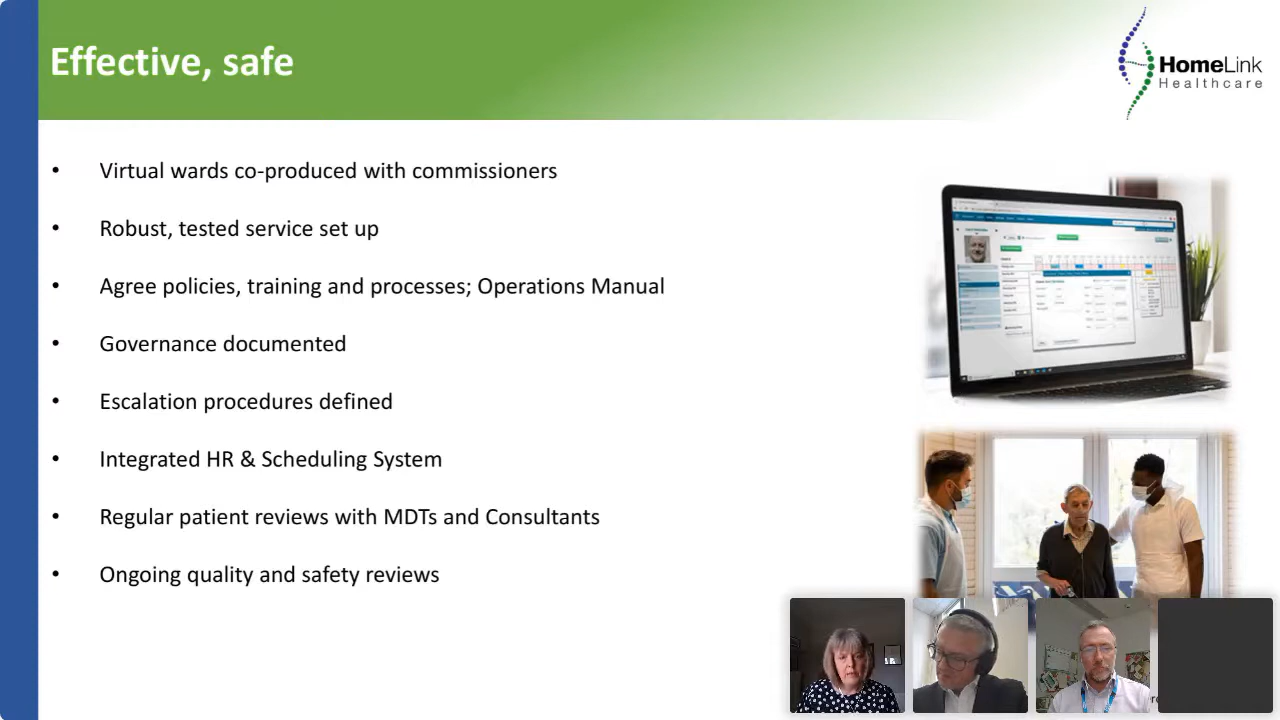 Effective, safe
HomeLink
Healthcare
• Virtual wards co-produced with commissioners
• Robust, tested service set up
• Agree policies, training and processes; Operations Manual
• Governance documented
• Escalation procedures defined
• Integrated HR & Scheduling System
• Regular patient reviews with MDTs and Consultants
• Ongoing quality and safety reviews